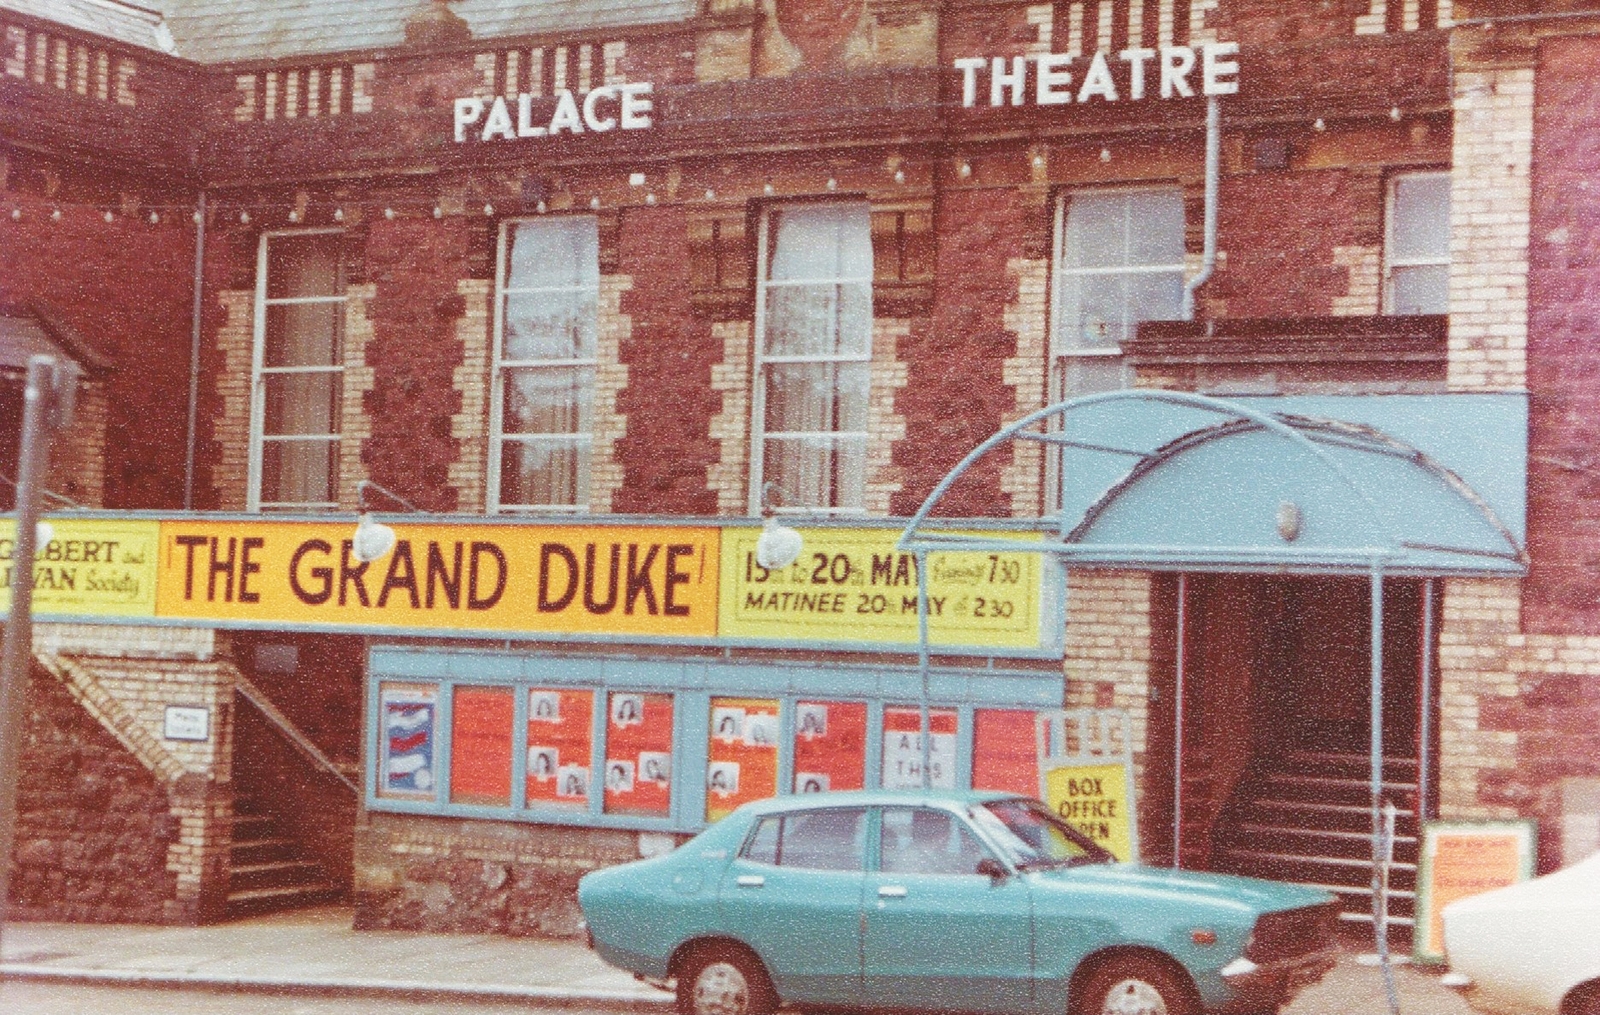 PALACE THEATRE
GILBERT and
SULLIVAN Society
'THE GRAND DUKE'
15th to 20th MAY Evenings 7.30
MATINEE 20th MAY at 2.30
ALL
THIS
BOX
OFFICE
OPEN